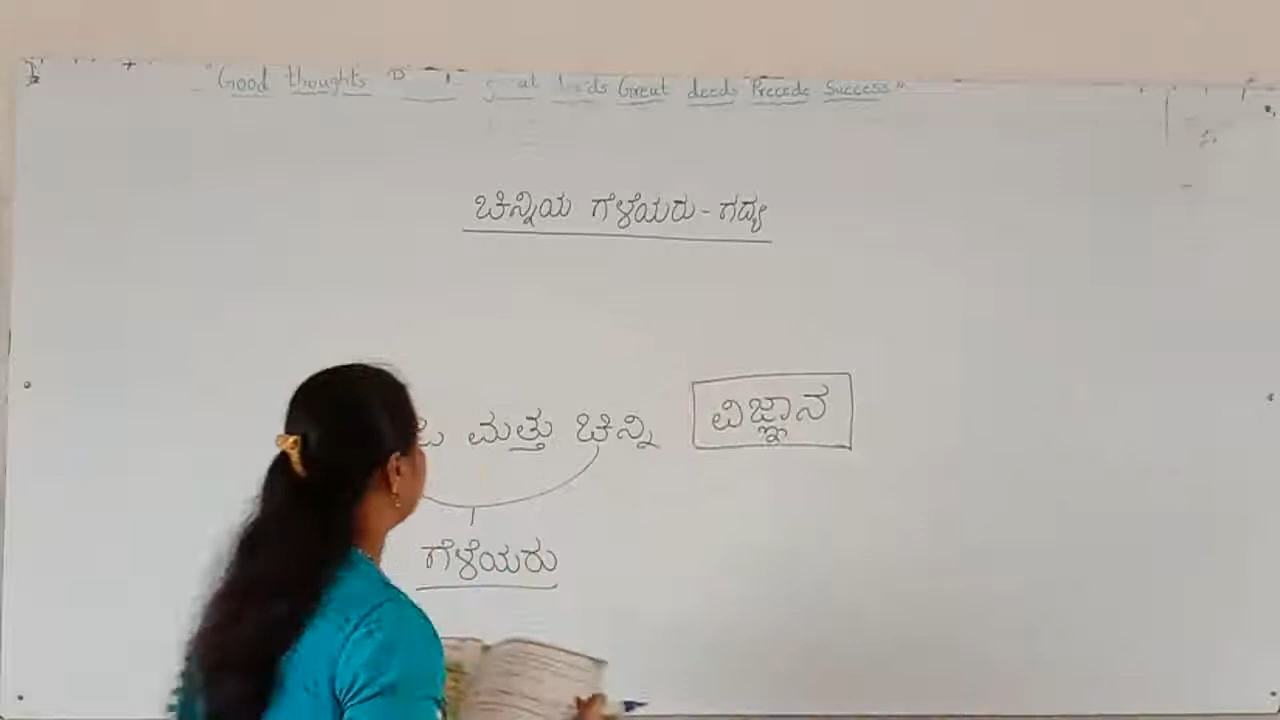 "Good thoughts Great deeds Precede Success"
ಚಿನ್ನಿಯ ಗೆಳೆಯರು - ಗದ್ಯ
ಮತ್ತು ಚಿನ್ನಿ ವಿಜ್ಞಾನ
ಗೆಳೆಯರು